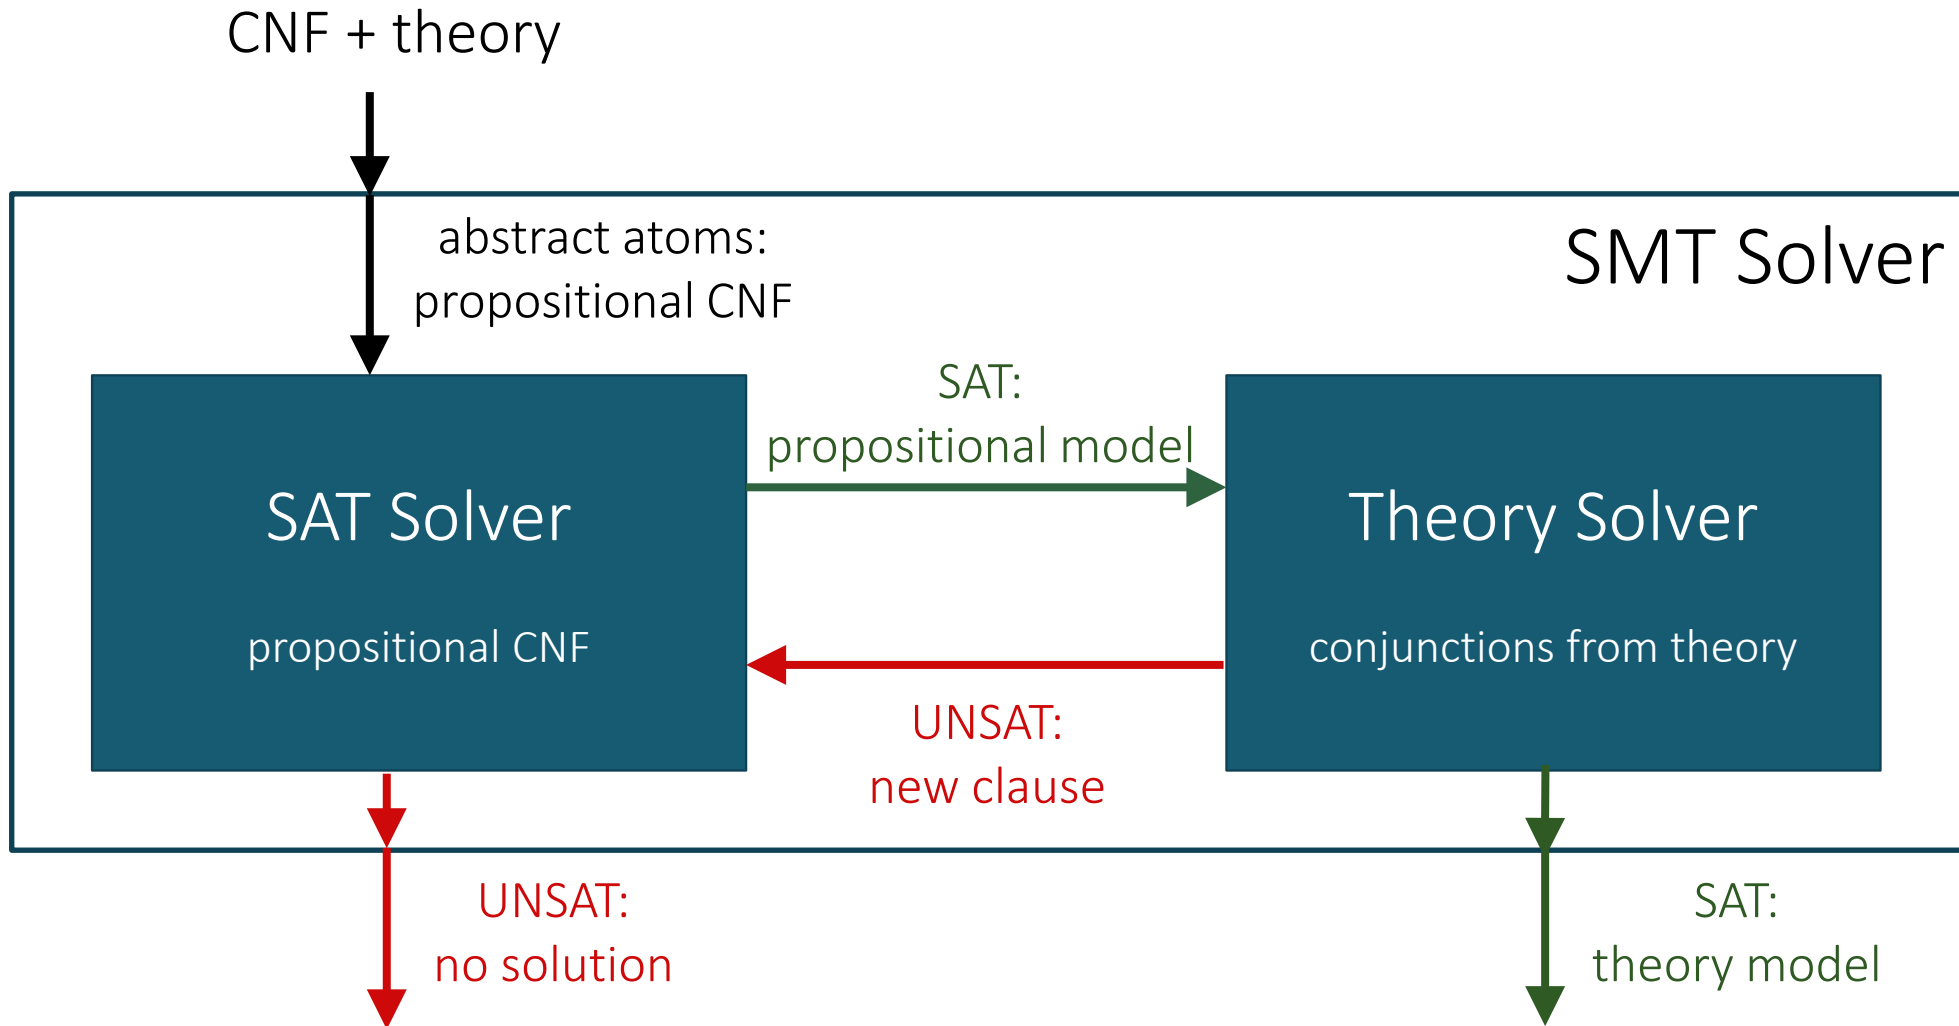 CNF + theory
abstract atoms:
propositional CNF
SMT Solver
SAT:
propositional model
SAT Solver
propositional CNF
Theory Solver
conjunctions from theory
UNSAT:
new clause
UNSAT:
no solution
SAT:
theory model